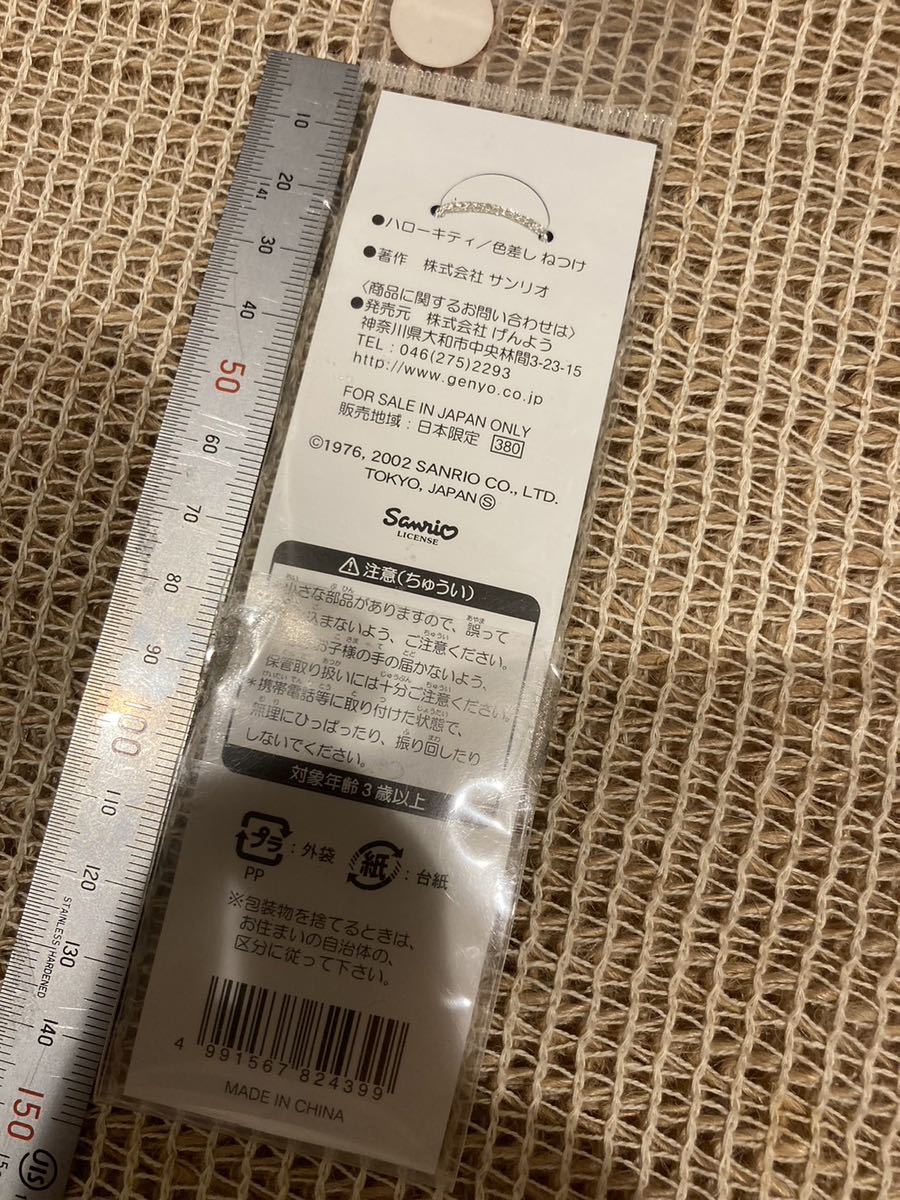 ●ハローキティ／色差し ねつけ
●著作 株式会社 サンリオ
〈商品に関するお問い合わせは〉
●発売元 株式会社 げんよう
神奈川県大和市中央林間3-23-15
TEL : 046(275)2293
http://www.genyo.co.jp
FOR SALE IN JAPAN ONLY
販売地域 : 日本限定 380
©1976, 2002 SANRIO CO., LTD.
TOKYO, JAPAN Ⓢ
Sanrio
LICENSE
⚠注意(ちゅうい)
小さな部品がありますので、誤って
込まないよう、ご注意ください。
お子様の手の届かないよう、
保管取り扱いには十分ご注意ください。
*携帯電話等に取り付けた状態で、
無理にひっぱったり、振り回したり
しないでください。
対象年齢3歳以上
プラ : 外袋
PP
紙 : 台紙
※包装物を捨てるときは、
お住まいの自治体の、
区分に従って下さい。
4 991567 824399
MADE IN CHINA
10
20
141
30
40
50
60
70
80
90
100
110
120
130
STAINLESS HARDENED
140
150
JIS